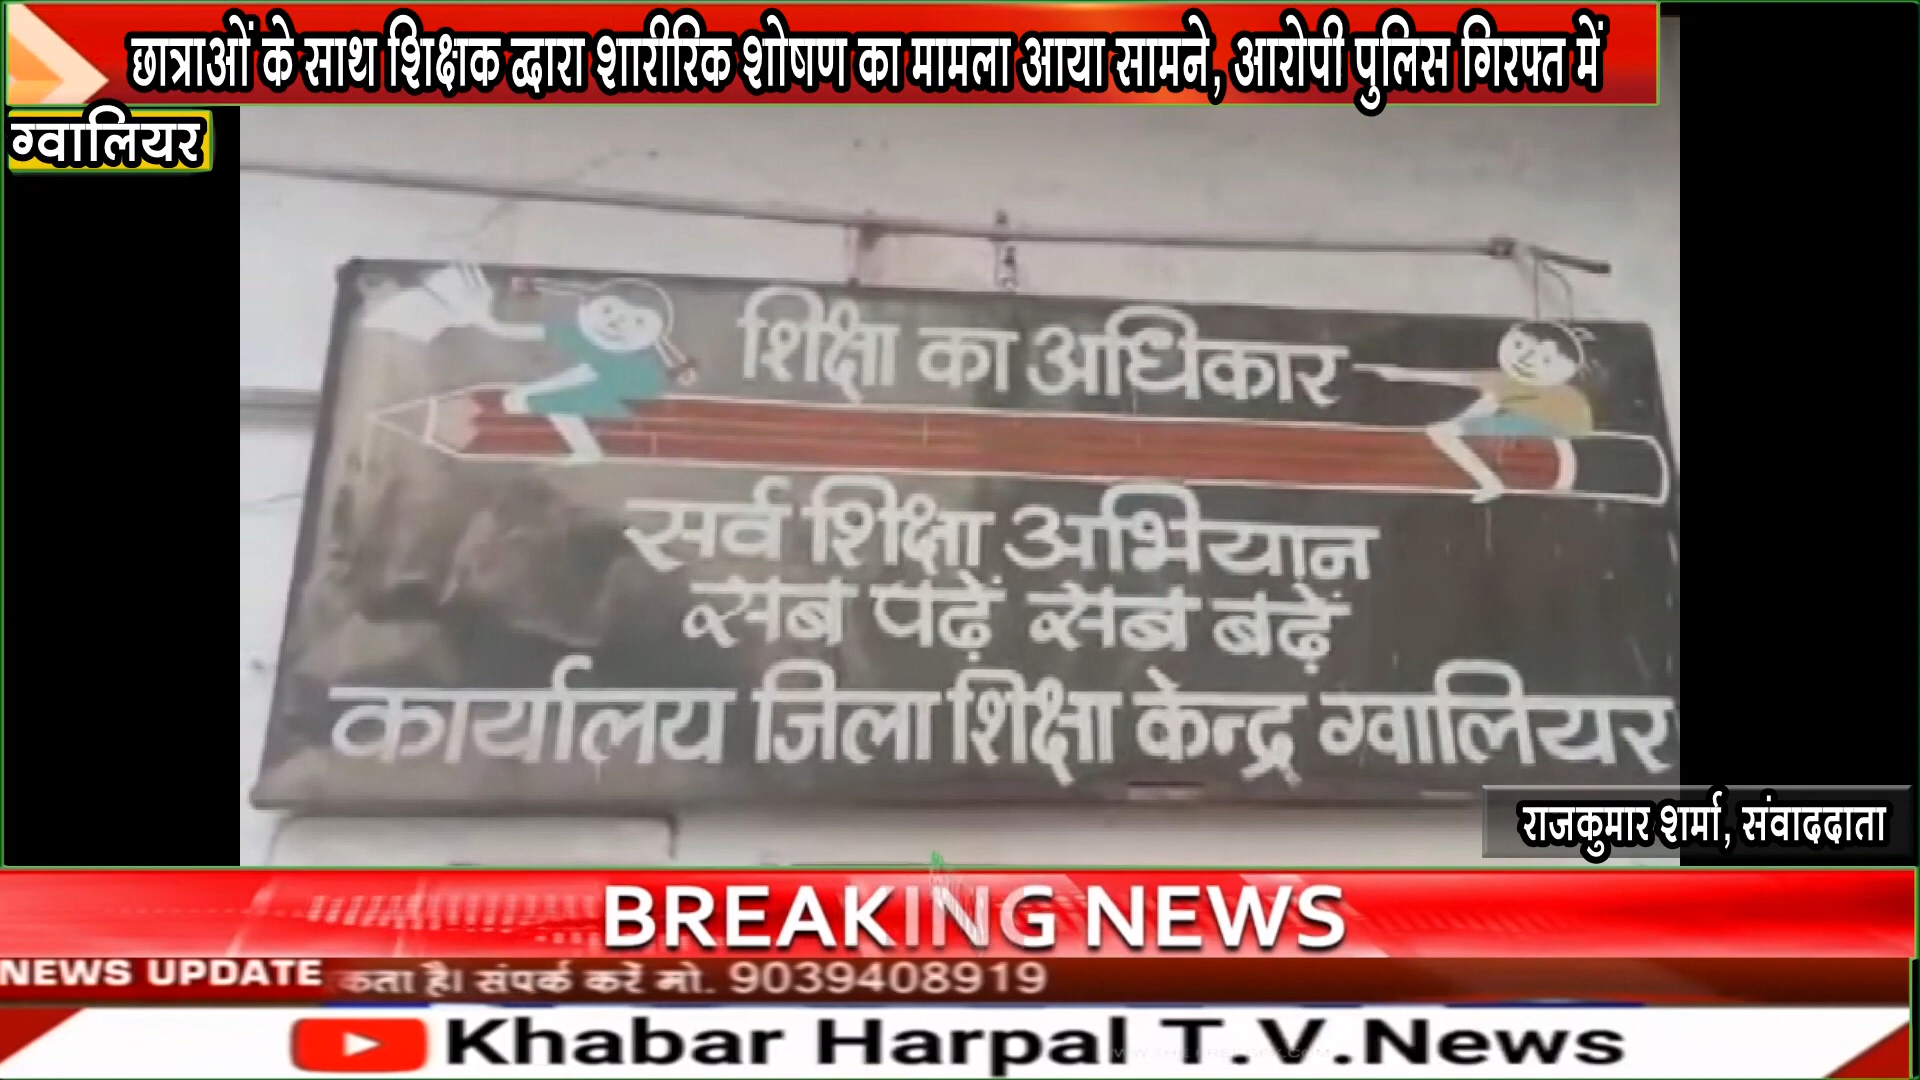 छात्राओं के साथ शिक्षक द्वारा शारीरिक शोषण का मामला आया सामने, आरोपी पुलिस गिरफ्त में
ग्वालियर
शिक्षा का अधिकार
सर्व शिक्षा अभियान
सब पढ़ें सब बढ़ें
कार्यालय जिला शिक्षा केन्द्र ग्वालियर
राजकुमार शर्मा, संवाददाता
BREAKING NEWS
NEWS UPDATE कता है। संपर्क करें मो. 9039408919
Khabar Harpal T.V.News